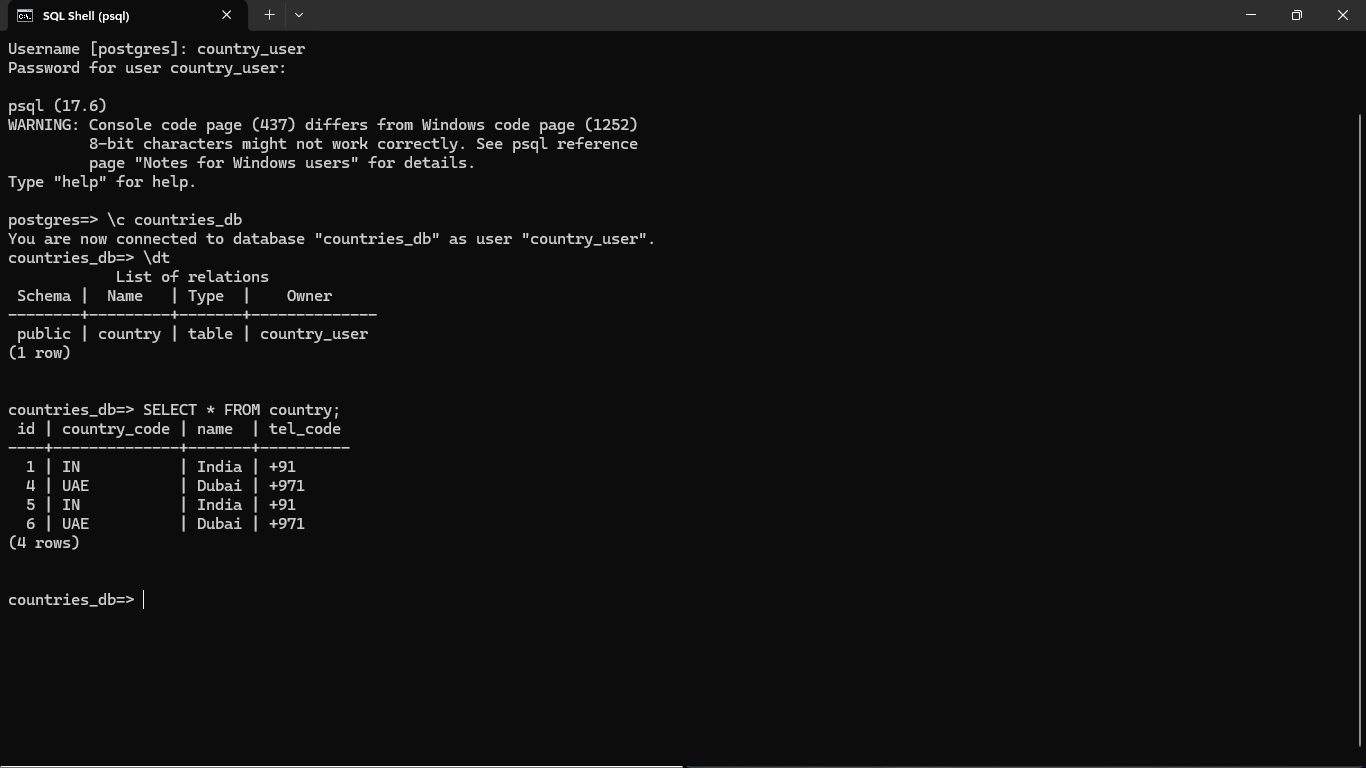 SQL Shell (psql)
Username [postgres]: country_user
Password for user country_user:
psql (17.6)
WARNING: Console code page (437) differs from Windows code page (1252)
         8-bit characters might not work correctly. See psql reference
         page "Notes for Windows users" for details.
Type "help" for help.
postgres=> \c countries_db
You are now connected to database "countries_db" as user "country_user".
countries_db=> \dt
            List of relations
 Schema |  Name   | Type  |    Owner
--------+---------+-------+--------------
 public | country | table | country_user
(1 row)
countries_db=> SELECT * FROM country;
 id | country_code | name  | tel_code
----+--------------+-------+----------
  1 | IN           | India | +91
  4 | UAE          | Dubai | +971
  5 | IN           | India | +91
  6 | UAE          | Dubai | +971
(4 rows)
countries_db=>